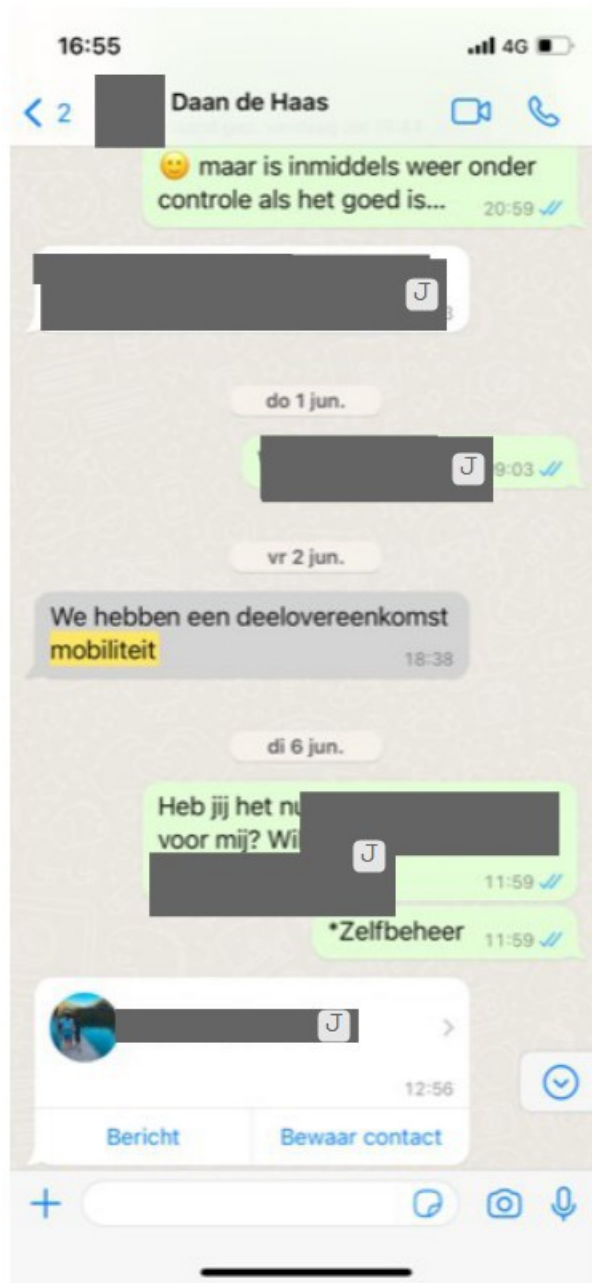 16:55
4G
2
Daan de Haas
🙂 maar is inmiddels weer onder
controle als het goed is...
20:59
J
do 1 jun.
J
9:03
vr 2 jun.
We hebben een deelovereenkomst
mobiliteit
18:38
di 6 jun.
Heb jij het
voor mij?
J
11:59
*Zelfbeheer
11:59
J
12:56
Bericht
Bewaar contact